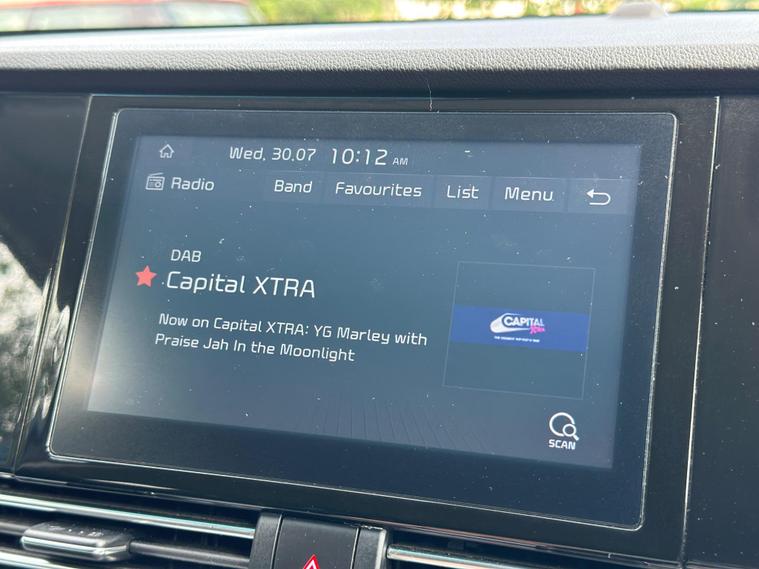 Wed, 30.07 10:12 AM
Radio Band Favourites List Menu
DAB
Capital XTRA
Now on Capital XTRA: YG Marley with
Praise Jah In the Moonlight
CAPITAL
XTRA
SCAN